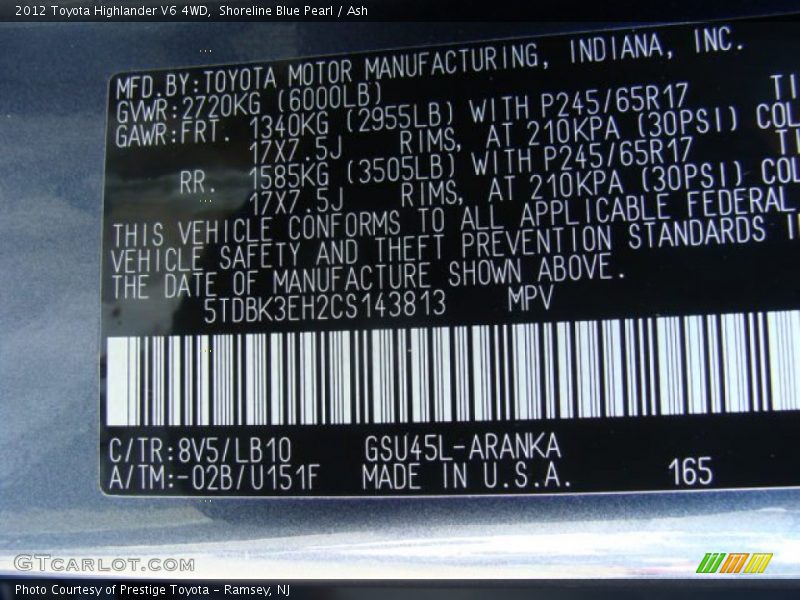 2012 Toyota Highlander V6 4WD, Shoreline Blue Pearl / Ash
MFD.BY:TOYOTA MOTOR MANUFACTURING, INDIANA, INC.
GVWR:2720KG (6000LB)
GAWR:FRT. 1340KG (2955LB) WITH P245/65R17 TI
17X7.5J RIMS, AT 210KPA (30PSI) COL
RR. 1585KG (3505LB) WITH P245/65R17 TI
17X7.5J RIMS, AT 210KPA (30PSI) COL
THIS VEHICLE CONFORMS TO ALL APPLICABLE FEDERAL
VEHICLE SAFETY AND THEFT PREVENTION STANDARDS I
THE DATE OF MANUFACTURE SHOWN ABOVE.
5TDBK3EH2CS143813 MPV
C/TR:8V5/LB10 GSU45L-ARANKA
A/TM:-02B/U151F MADE IN U.S.A. 165
GTCARLOT.COM
Photo Courtesy of Prestige Toyota - Ramsey, NJ